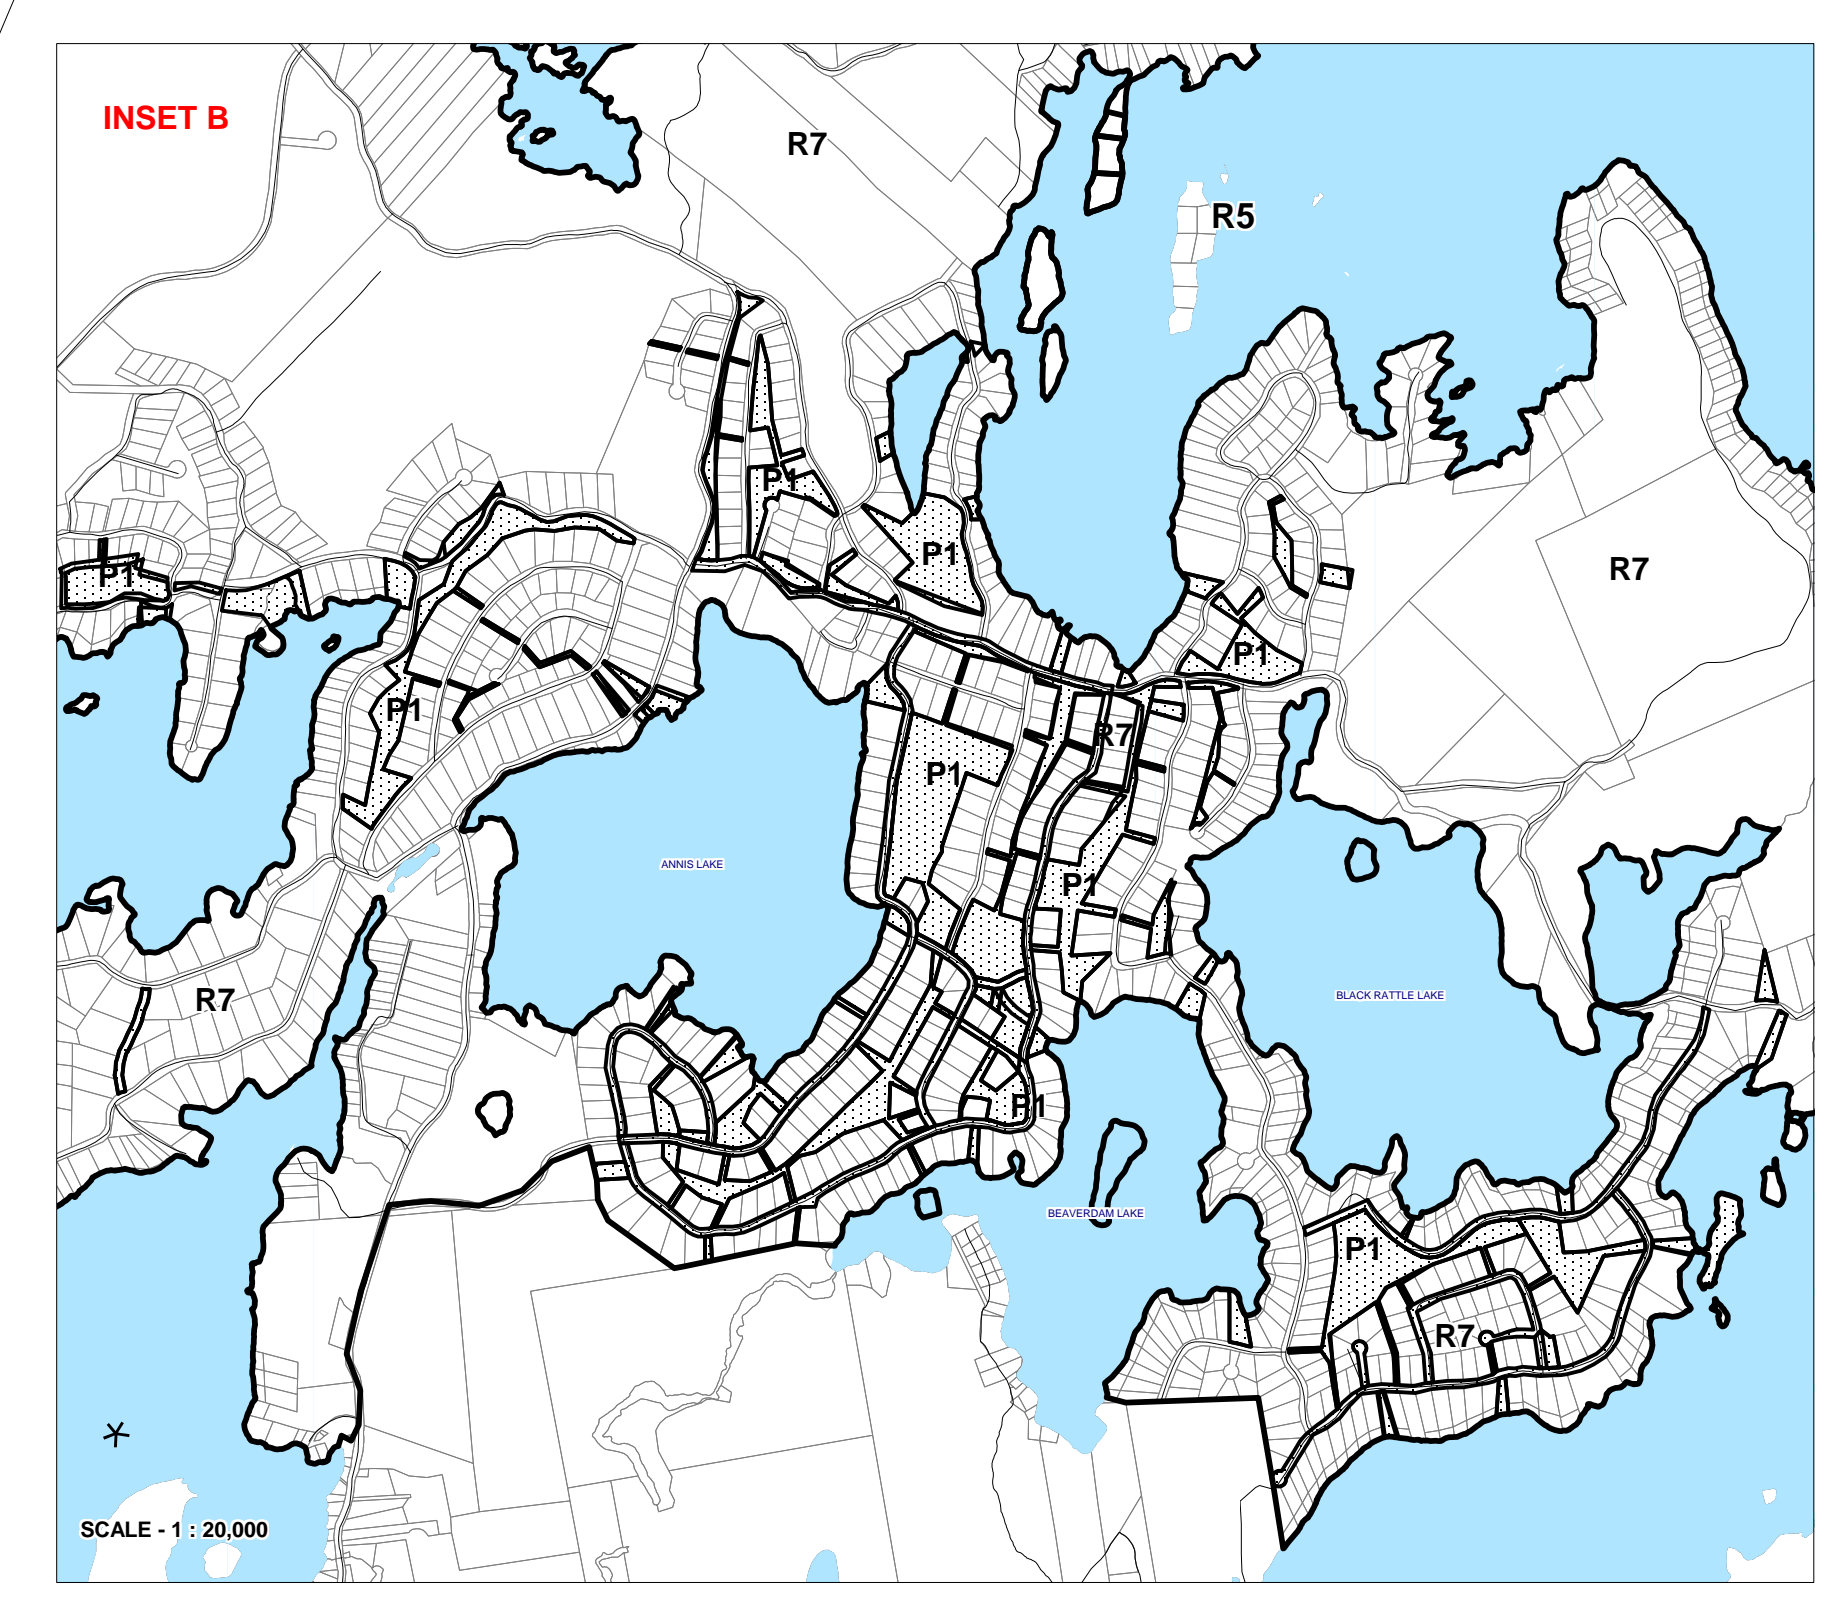 INSET B
R7
R5
P1
P1
P1
R7
P1
P1
R7
P1
ANNIS LAKE
P1
R7
BLACK RATTLE LAKE
P1
BEAVERDAM LAKE
P1
R7
SCALE - 1 : 20,000